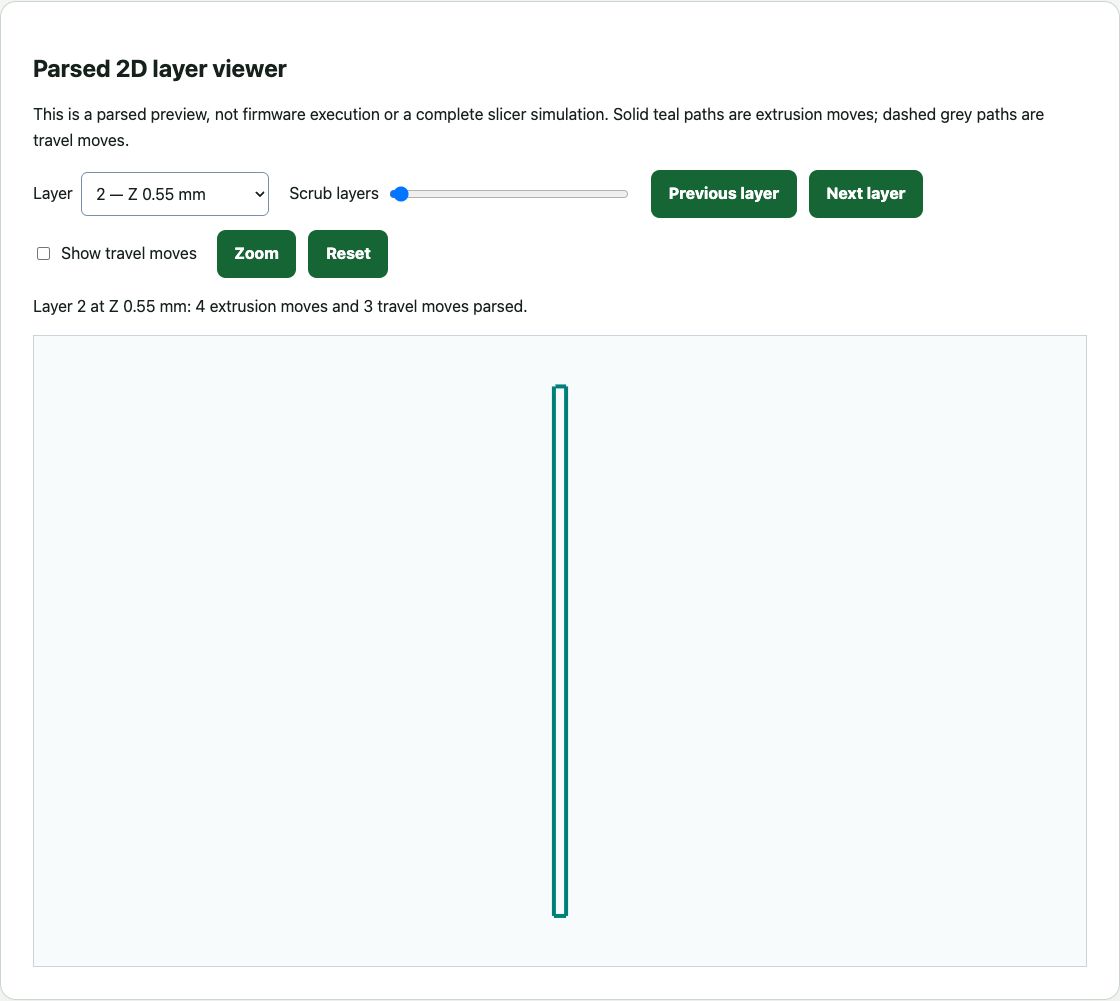 Parsed 2D layer viewer
This is a parsed preview, not firmware execution or a complete slicer simulation. Solid teal paths are extrusion moves; dashed grey paths are
travel moves.
Layer 2 — Z 0.55 mm Scrub layers Previous layer Next layer
Show travel moves Zoom Reset
Layer 2 at Z 0.55 mm: 4 extrusion moves and 3 travel moves parsed.